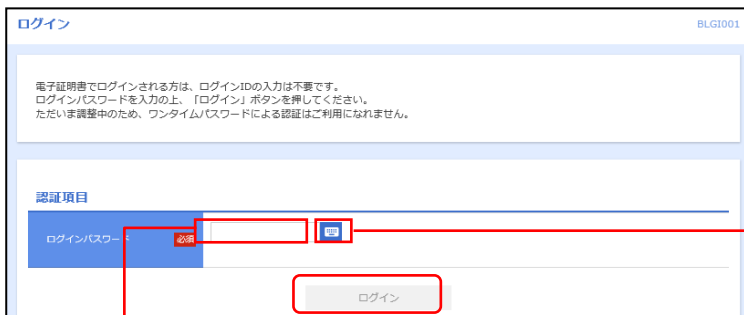 ログイン
BLGI001
電子証明書でログインされる方は、ログインIDの入力は不要です。
ログインパスワードを入力の上、「ログイン」ボタンを押してください。
ただいま調整中のため、ワンタイムパスワードによる認証はご利用になれません。
認証項目
ログインパスワード 必須
ログイン